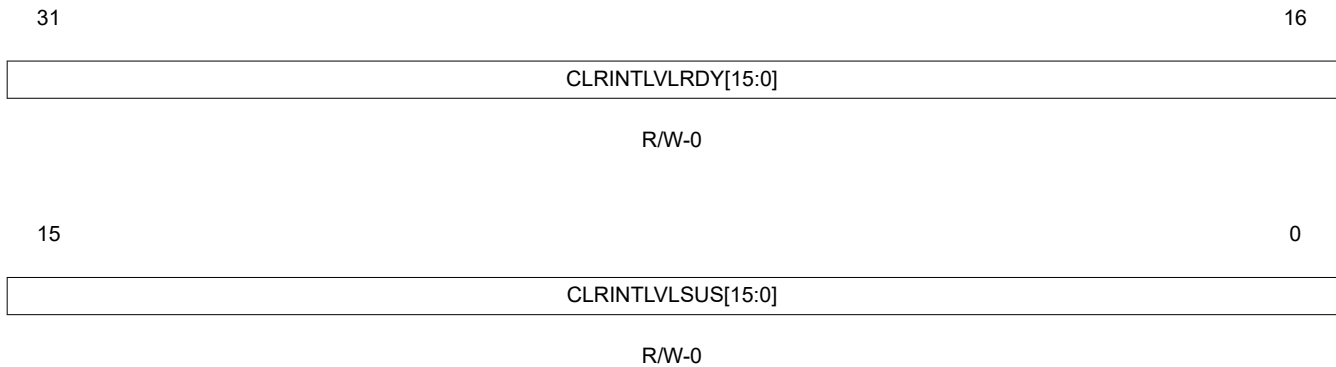 31 16
CLRINTLVLRDY[15:0]
R/W-0
15 0
CLRINTLVLSUS[15:0]
R/W-0